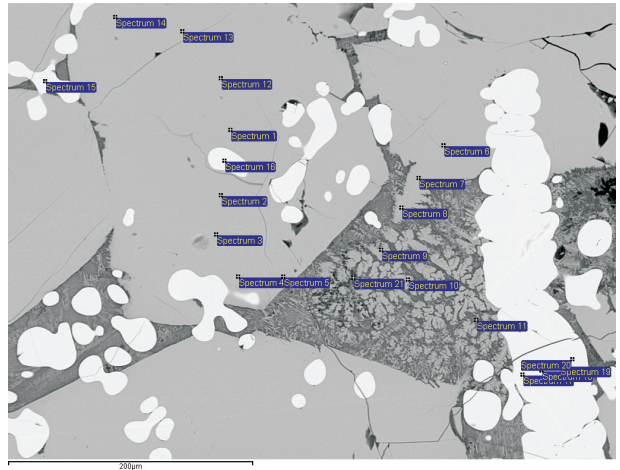 Spectrum 14
Spectrum 13
Spectrum 15
Spectrum 12
Spectrum 1
Spectrum 6
Spectrum 16
Spectrum 7
Spectrum 2
Spectrum 8
Spectrum 3
Spectrum 9
Spectrum 4
Spectrum 5
Spectrum 21
Spectrum 10
Spectrum 11
Spectrum 20
Spectrum 19
200µm